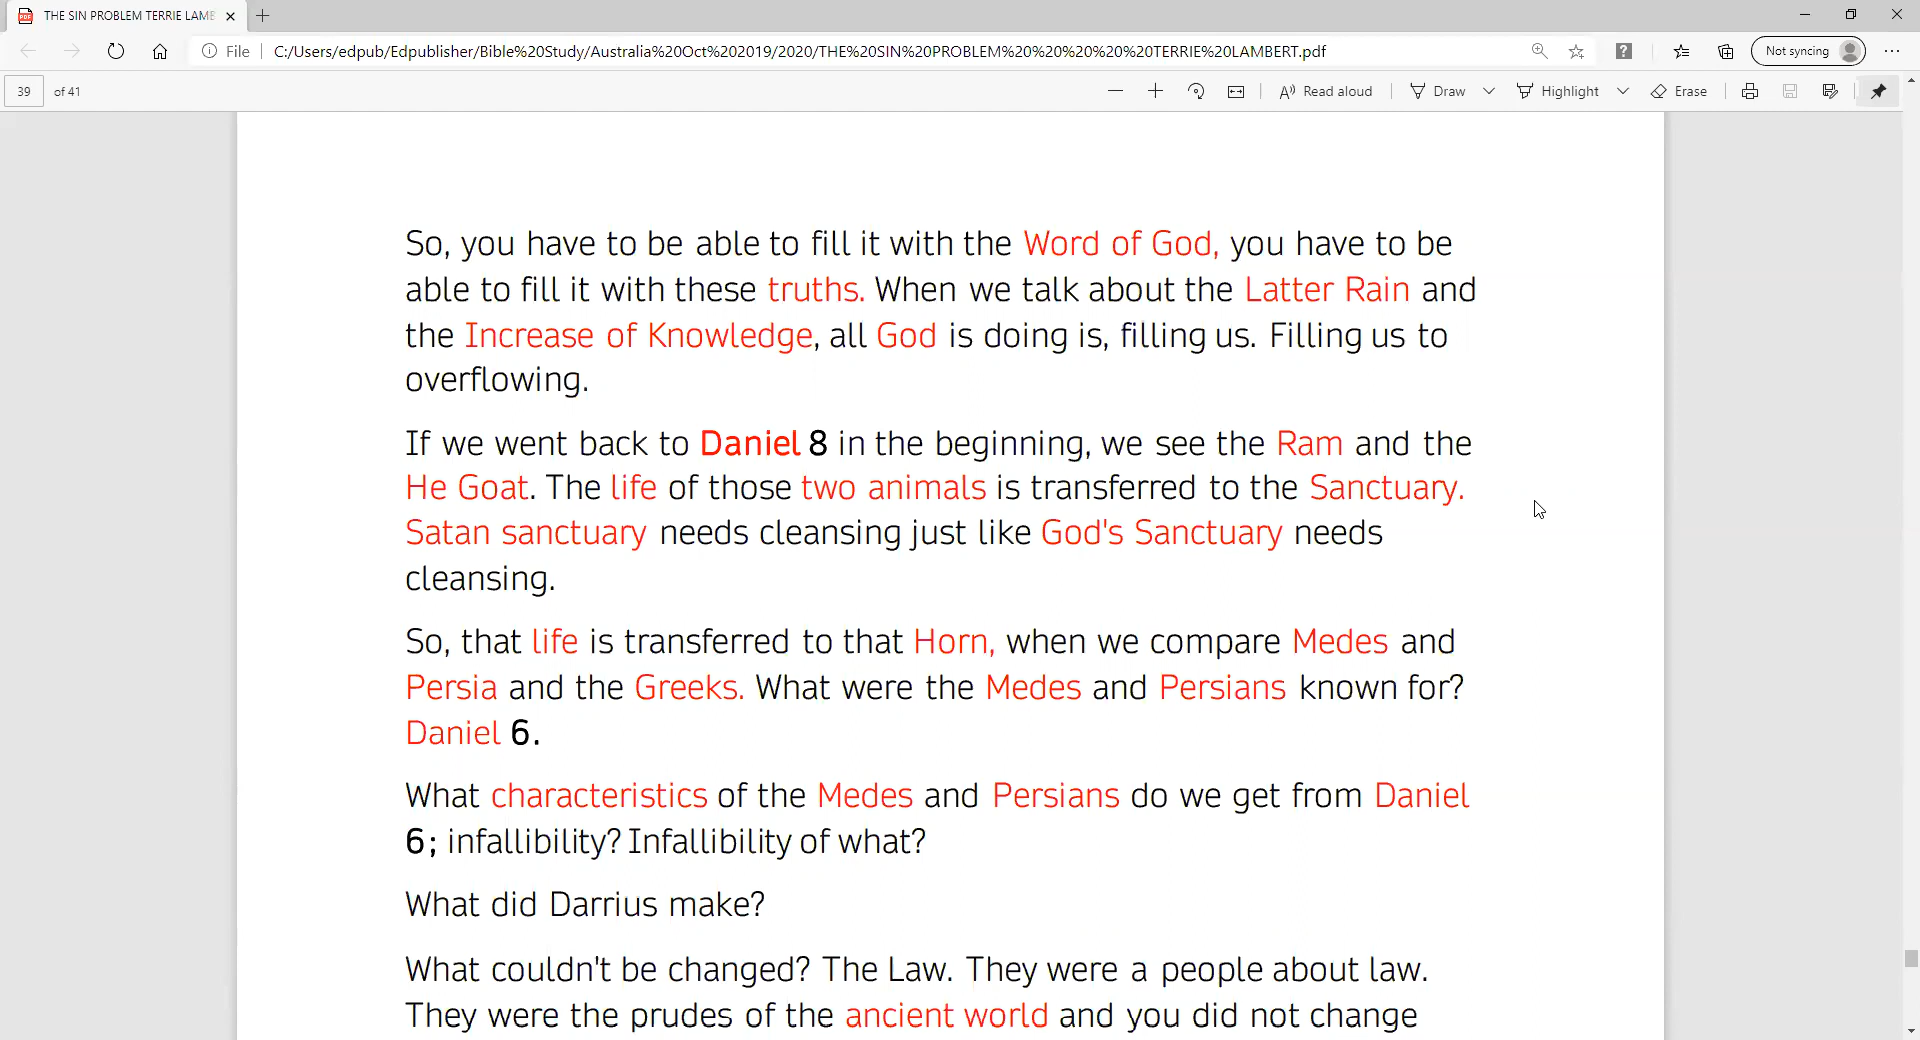 THE SIN PROBLEM TERRIE LAMB
File C:/Users/edpub/Edpublisher/Bible%20Study/Australia%20Oct%202019/2020/THE%20SIN%20PROBLEM%20%20%20%20%20TERRIE%20LAMBERT.pdf Not syncing
39 of 41 Read aloud Draw Highlight Erase
So, you have to be able to fill it with the Word of God, you have to be
able to fill it with these truths. When we talk about the Latter Rain and
the Increase of Knowledge, all God is doing is, filling us. Filling us to
overflowing.
If we went back to Daniel 8 in the beginning, we see the Ram and the
He Goat. The life of those two animals is transferred to the Sanctuary.
Satan sanctuary needs cleansing just like God's Sanctuary needs
cleansing.
So, that life is transferred to that Horn, when we compare Medes and
Persia and the Greeks. What were the Medes and Persians known for?
Daniel 6.
What characteristics of the Medes and Persians do we get from Daniel
6; infallibility? Infallibility of what?
What did Darrius make?
What couldn't be changed? The Law. They were a people about law.
They were the prudes of the ancient world and you did not change